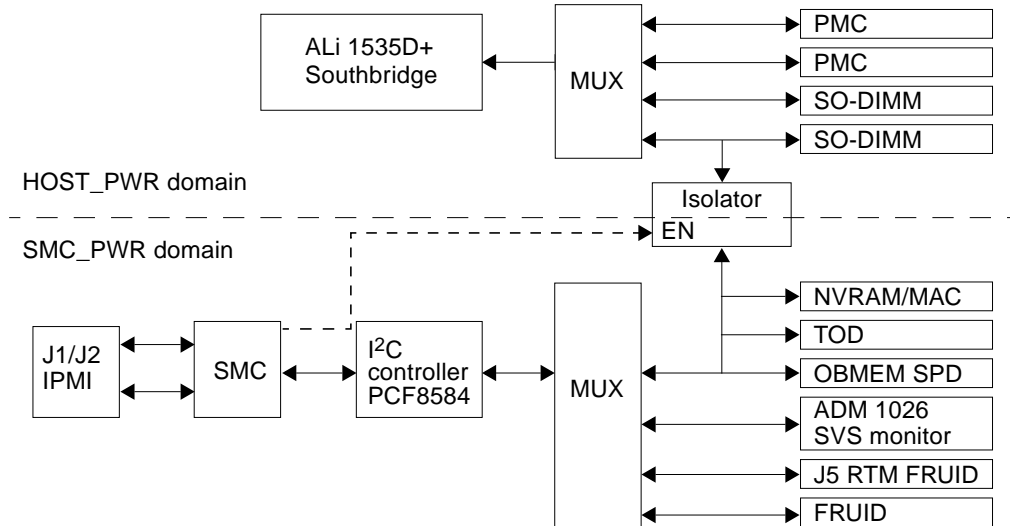 ALi 1535D+
Southbridge
MUX
PMC
PMC
SO-DIMM
SO-DIMM
HOST_PWR domain
Isolator
EN
SMC_PWR domain
J1/J2
IPMI
SMC
I²C
controller
PCF8584
MUX
NVRAM/MAC
TOD
OBMEM SPD
ADM 1026
SVS monitor
J5 RTM FRUID
FRUID